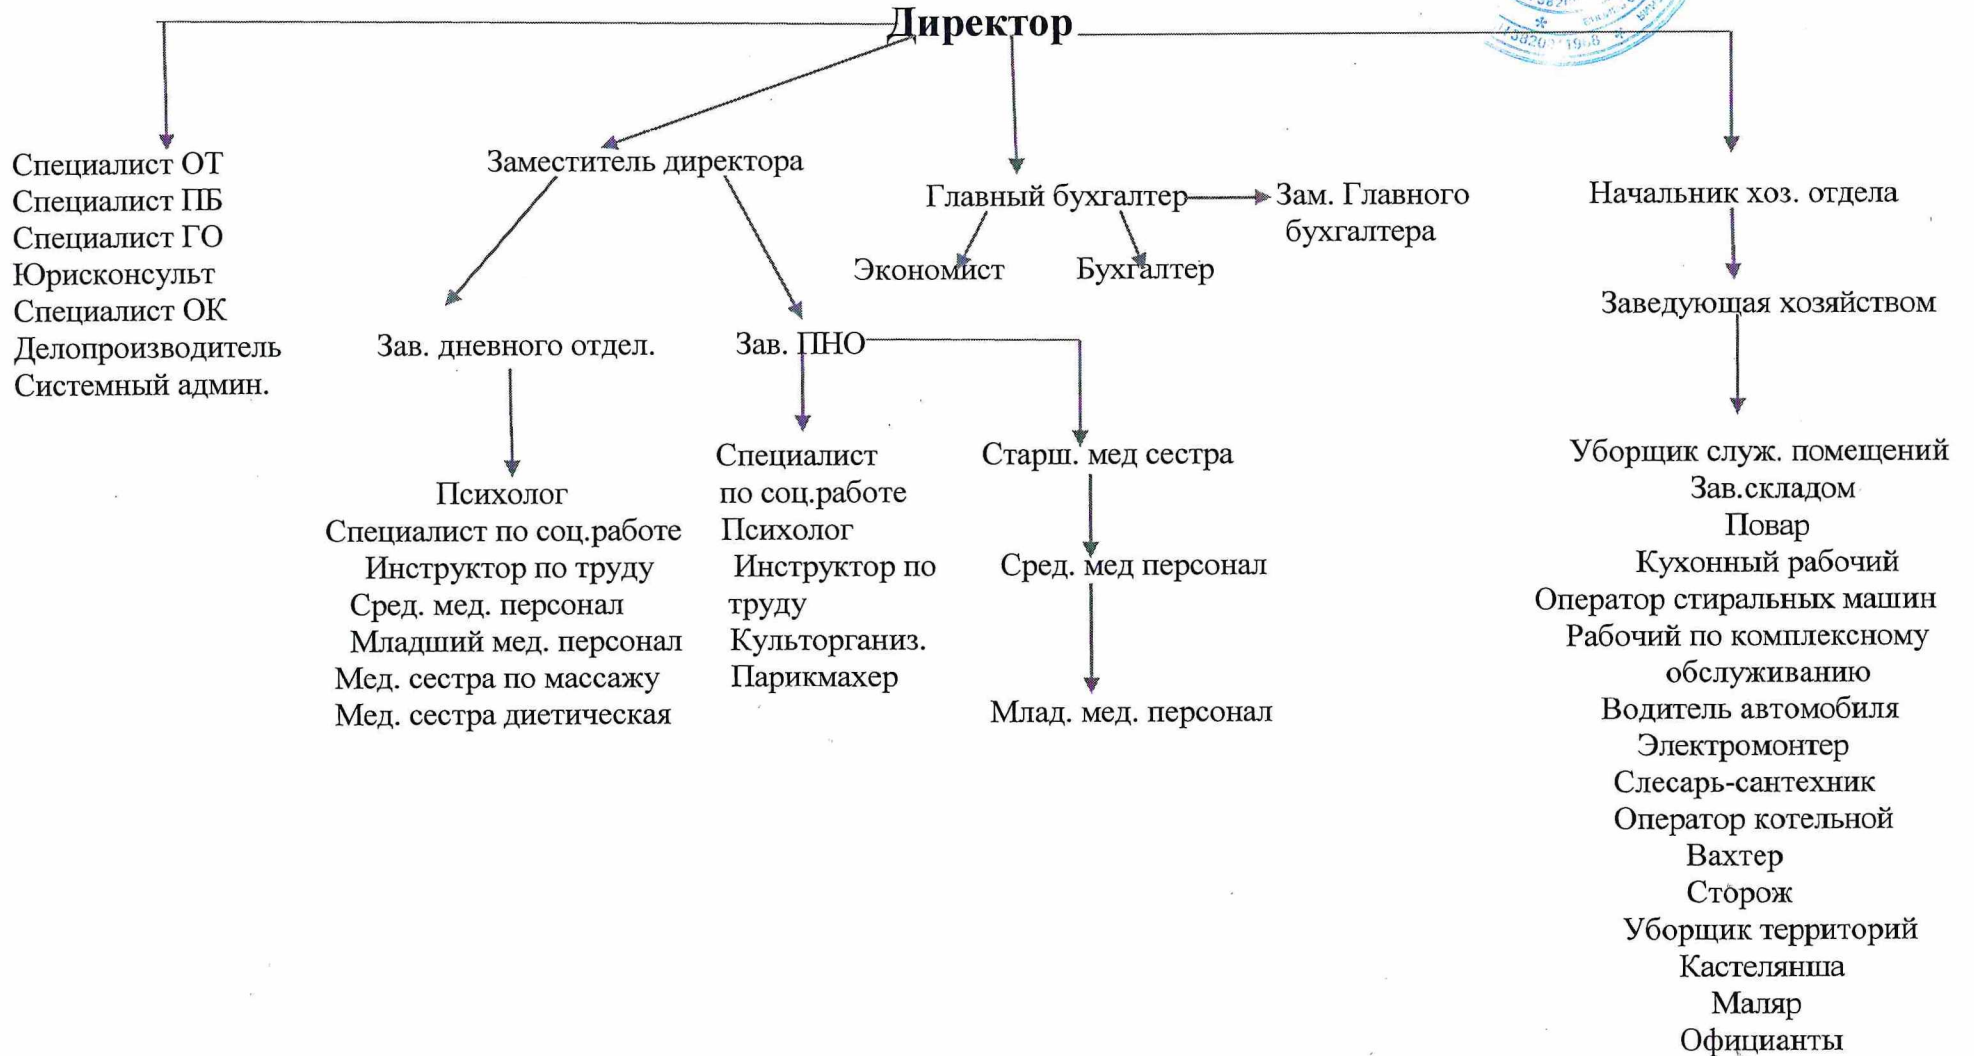 Директор
Специалист ОТ
Специалист ПБ
Специалист ГО
Юрисконсульт
Специалист ОК
Делопроизводитель
Системный админ.
Заместитель директора
Зав. дневного отдел.
Психолог
Специалист по соц.работе
Инструктор по труду
Сред. мед. персонал
Младший мед. персонал
Мед. сестра по массажу
Мед. сестра диетическая
Зав. ПНО
Специалист
по соц.работе
Психолог
Инструктор по
труду
Культорганиз.
Парикмахер
Старш. мед сестра
Сред. мед персонал
Млад. мед. персонал
Главный бухгалтер
Зам. Главного
бухгалтера
Экономист
Бухгалтер
Начальник хоз. отдела
Заведующая хозяйством
Уборщик служ. помещений
Зав.складом
Повар
Кухонный рабочий
Оператор стиральных машин
Рабочий по комплексному
обслуживанию
Водитель автомобиля
Электромонтер
Слесарь-сантехник
Оператор котельной
Вахтер
Сторож
Уборщик территорий
Кастелянша
Маляр
Официанты